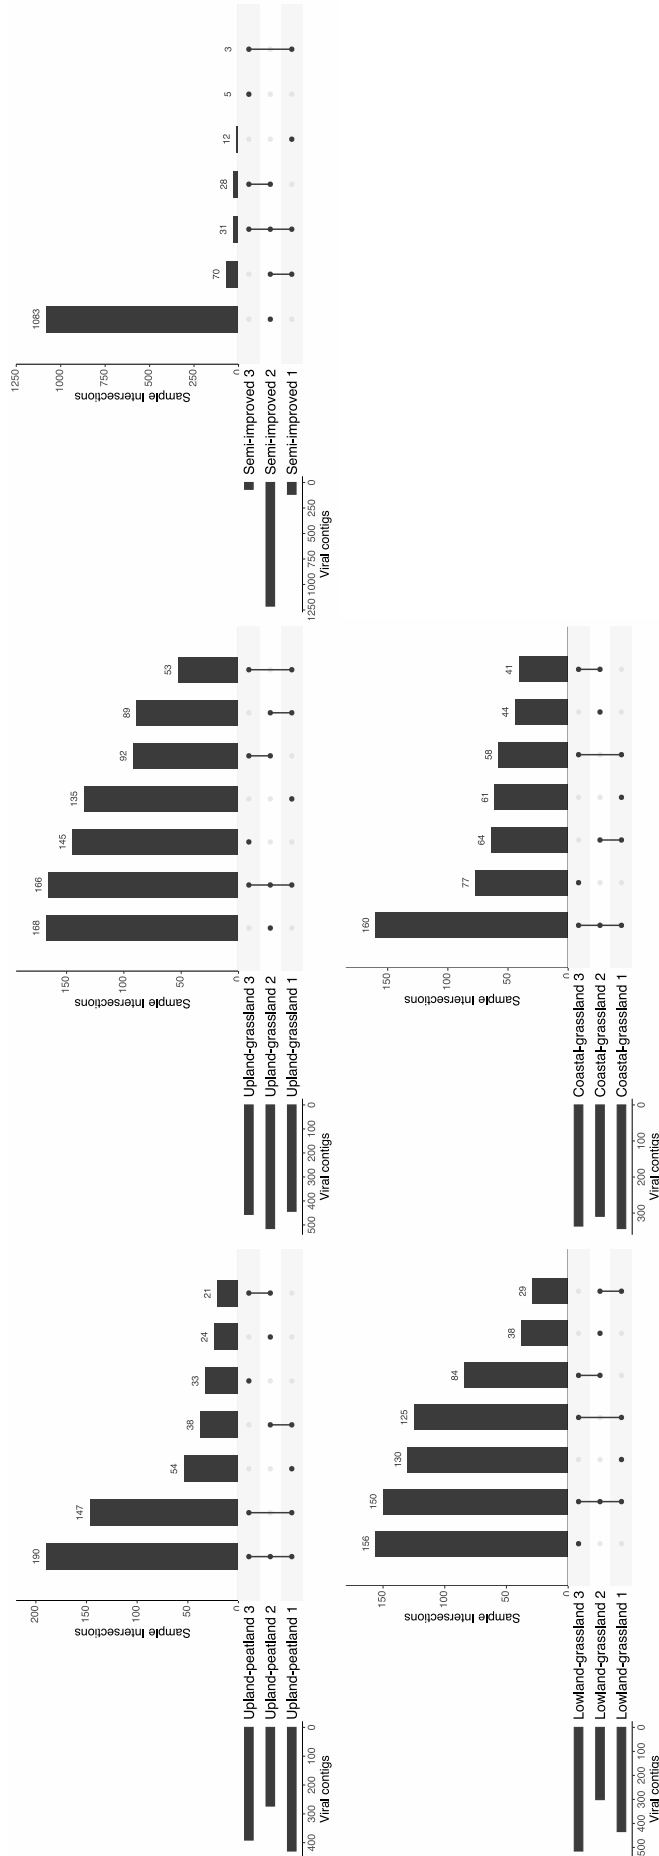 200
150
100
50
0
Sample Intersections
190
147
54
38
33
24
21
Upland-peatland 3
Upland-peatland 2
Upland-peatland 1
400 300 200 100 0
Viral contigs
150
100
50
0
Sample Intersections
168
166
145
135
92
89
53
Upland-grassland 3
Upland-grassland 2
Upland-grassland 1
500 400 300 200 100 0
Viral contigs
1250
1000
750
500
250
0
Sample Intersections
1083
70
31
28
12
5
3
Semi-improved 3
Semi-improved 2
Semi-improved 1
1250 1000 750 500 250 0
Viral contigs
150
100
50
0
Sample Intersections
156
150
130
125
84
38
29
Lowland-grassland 3
Lowland-grassland 2
Lowland-grassland 1
500 400 300 200 100 0
Viral contigs
150
100
50
0
Sample Intersections
160
77
64
61
58
44
41
Coastal-grassland 3
Coastal-grassland 2
Coastal-grassland 1
300 200 100 0
Viral contigs